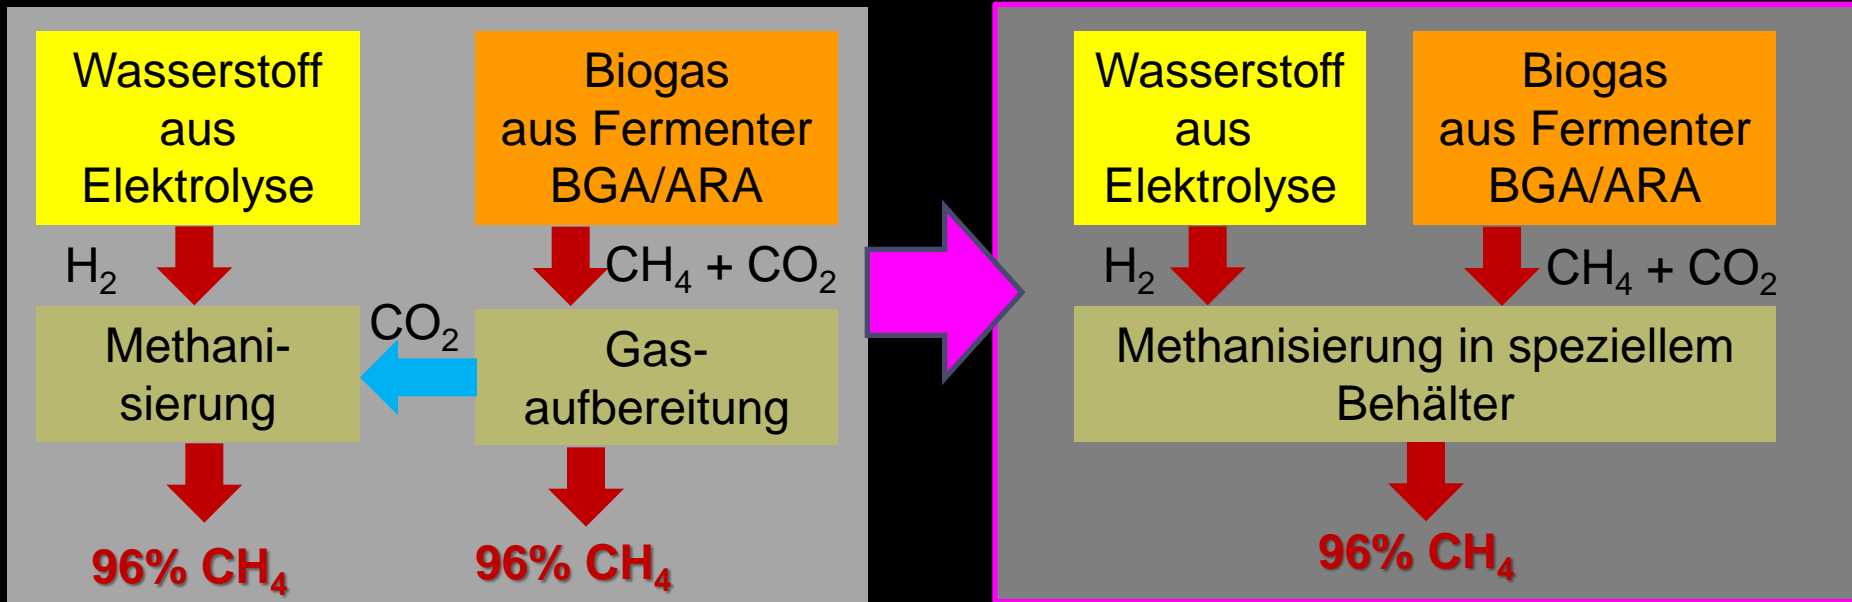 Wasserstoff
aus
Elektrolyse
Biogas
aus Fermenter
BGA/ARA
H₂
CH₄ + CO₂
Methani-
sierung
CO₂
Gas-
aufbereitung
96% CH₄
96% CH₄
Wasserstoff
aus
Elektrolyse
Biogas
aus Fermenter
BGA/ARA
H₂
CH₄ + CO₂
Methanisierung in speziellem
Behälter
96% CH₄